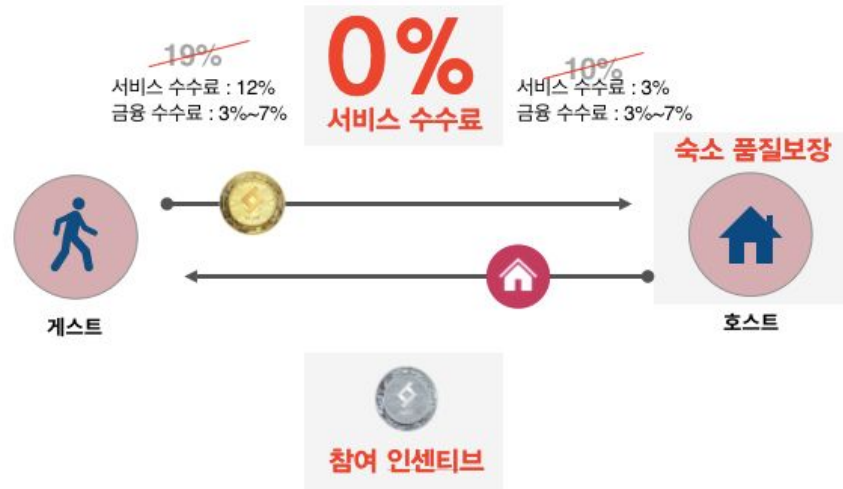 19%
서비스 수수료 : 12%
금융 수수료 : 3%~7%
0%
서비스 수수료
10%
서비스 수수료 : 3%
금융 수수료 : 3%~7%
숙소 품질보장
게스트
호스트
참여 인센티브